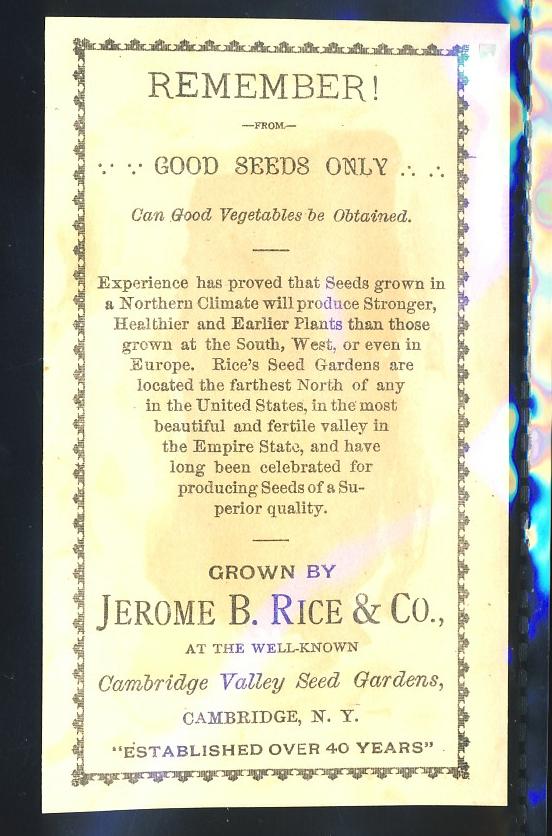 REMEMBER!
—FROM—
∵ ∵ GOOD SEEDS ONLY ∴ ∴
Can Good Vegetables be Obtained.
Experience has proved that Seeds grown in
a Northern Climate will produce Stronger,
Healthier and Earlier Plants than those
grown at the South, West, or even in
Europe. Rice's Seed Gardens are
located the farthest North of any
in the United States, in the most
beautiful and fertile valley in
the Empire State, and have
long been celebrated for
producing Seeds of a Su-
perior quality.
GROWN BY
JEROME B. RICE & CO.,
AT THE WELL-KNOWN
Cambridge Valley Seed Gardens,
CAMBRIDGE, N. Y.
"ESTABLISHED OVER 40 YEARS"